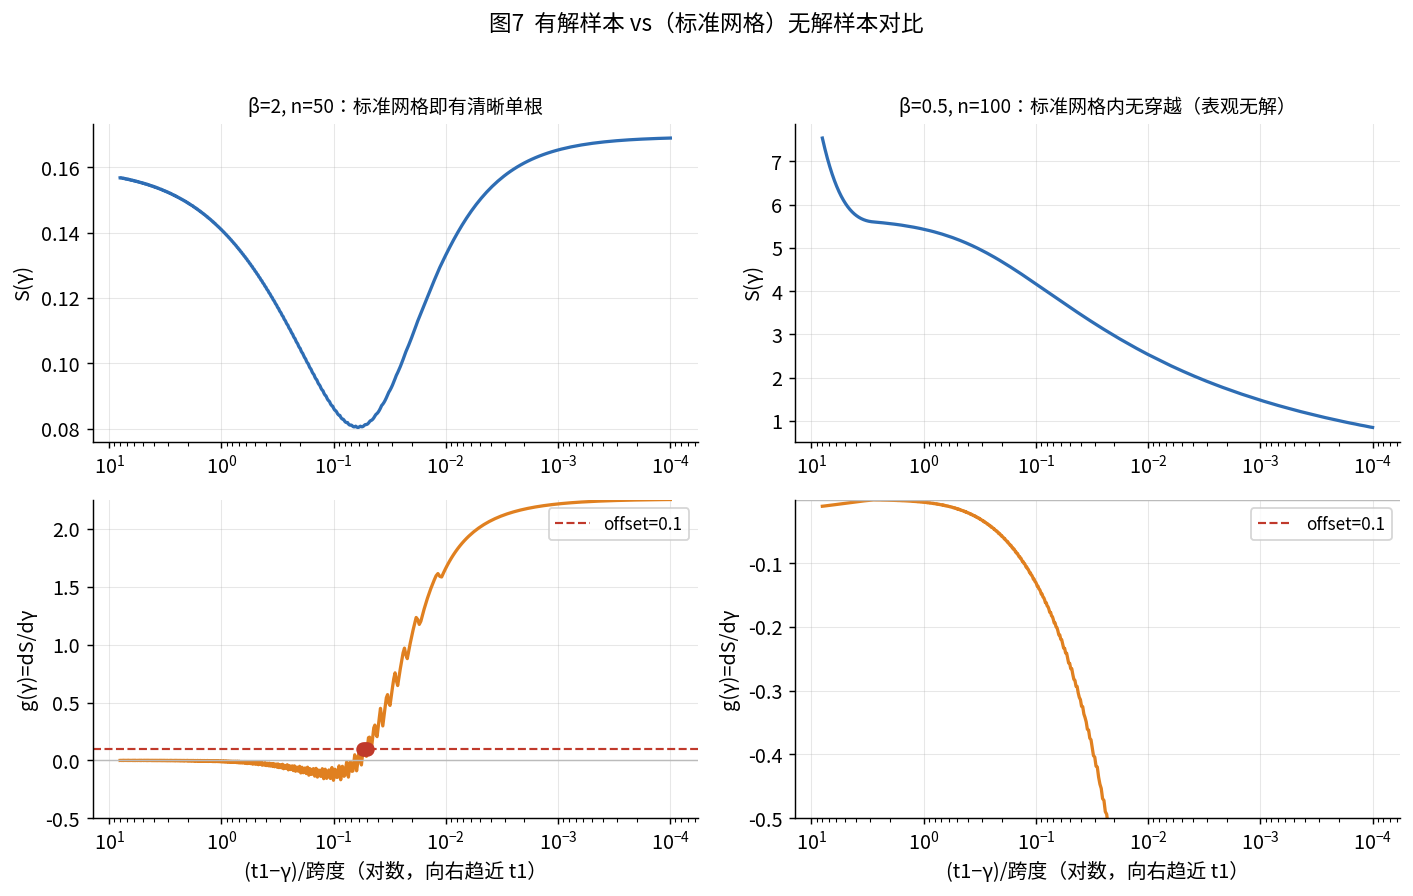 图7 有解样本 vs（标准网格）无解样本对比
β=2, n=50：标准网格即有清晰单根
S(γ)
0.16
0.14
0.12
0.10
0.08
10¹ 10⁰ 10⁻¹ 10⁻² 10⁻³ 10⁻⁴
β=0.5, n=100：标准网格内无穿越（表观无解）
S(γ)
7
6
5
4
3
2
1
10¹ 10⁰ 10⁻¹ 10⁻² 10⁻³ 10⁻⁴
g(γ)=dS/dγ
2.0
1.5
1.0
0.5
0.0
-0.5
offset=0.1
10¹ 10⁰ 10⁻¹ 10⁻² 10⁻³ 10⁻⁴
(t1−γ)/跨度（对数，向右趋近 t1）
g(γ)=dS/dγ
-0.1
-0.2
-0.3
-0.4
-0.5
offset=0.1
10¹ 10⁰ 10⁻¹ 10⁻² 10⁻³ 10⁻⁴
(t1−γ)/跨度（对数，向右趋近 t1）